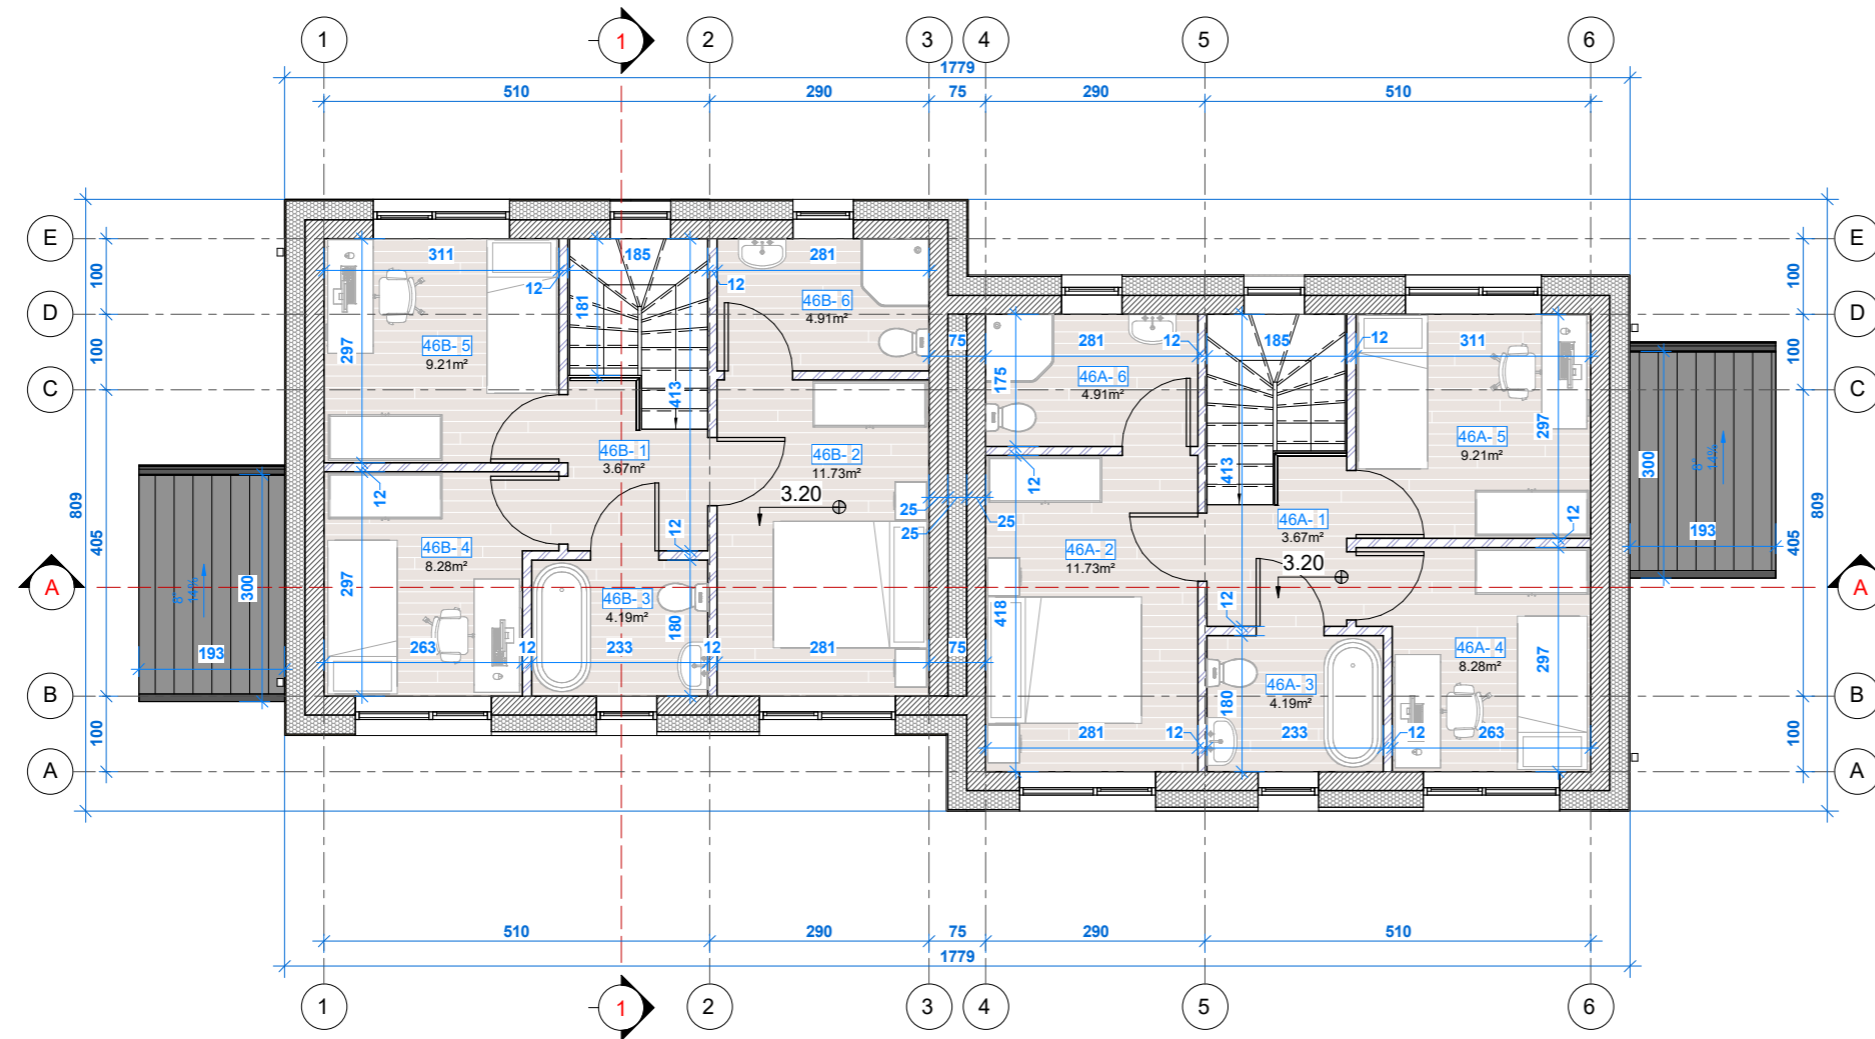 1 1 2 3 4 5 6
1779
510 290 75 290 510
E E
311 185 281
12 12
100 181 46B- 6 100
4.91m²
D D
75 281 12 185 12 311
297 46B- 5
9.21m²
100 175 46A- 6 100
4.91m²
C 413 C
46A- 5
9.21m²
297
46B- 1
3.67m²
46B- 2
11.73m²
413 300
12 12
3.20
25 25
25
809 809
46A- 1
3.67m²
12
12
46B- 4
8.28m²
46A- 2
11.73m²
193
405 405
3.20
A A
8° 14% 300 297
8° 14%
46B- 3
4.19m²
180
418
12
193 263 12 233 12 281 75
46A- 4
8.28m²
297
B B
46A- 3
4.19m²
180
100 281 12 233 12 263 100
A A
510 290 75 290 510
1779
1 1 2 3 4 5 6